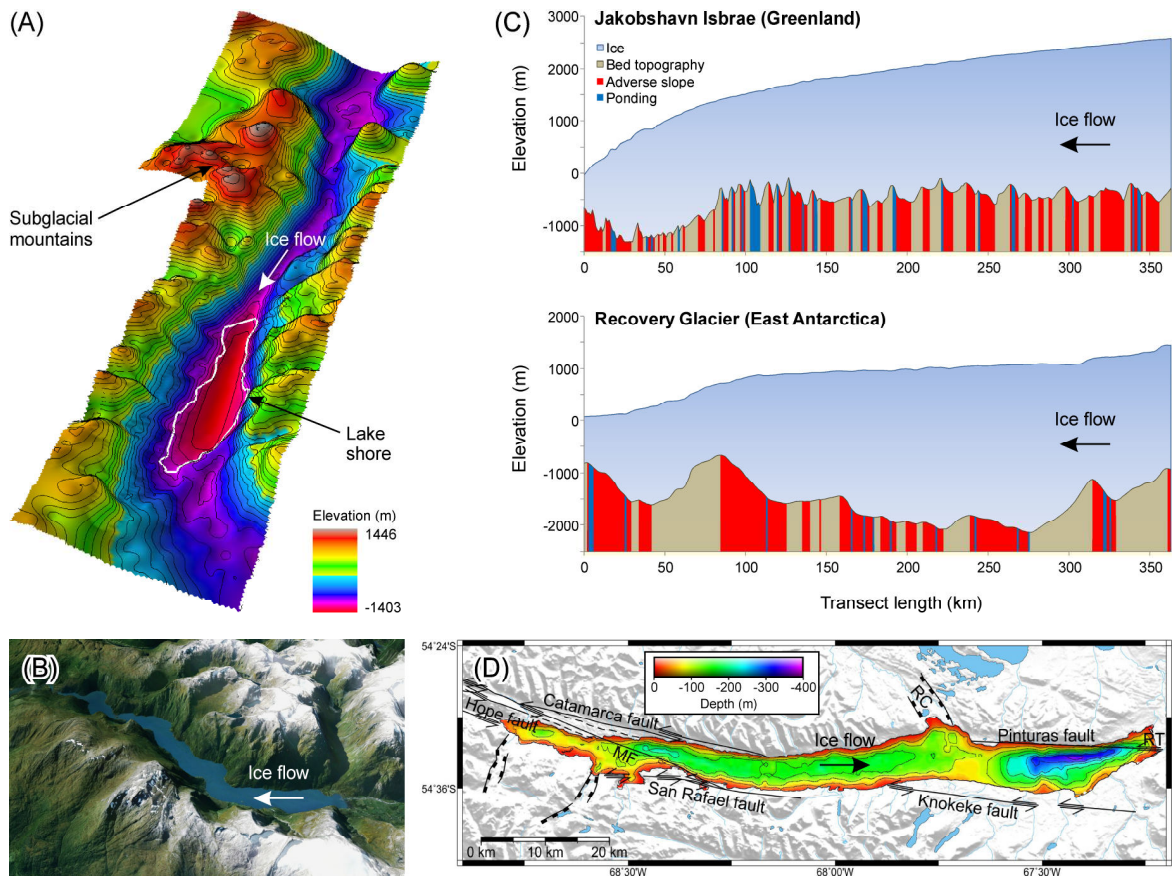 (A)
Subglacial
mountains
Ice flow
Lake
shore
Elevation (m)
1446
-1403
(B)
Ice flow
(C)
Jakobshavn Isbrae (Greenland)
3000
2000
1000
0
-1000
Elevation (m)
Ice
Bed topography
Adverse slope
Ponding
Ice flow
0 50 100 150 200 250 300 350
Recovery Glacier (East Antarctica)
2000
1000
0
-1000
-2000
Elevation (m)
Ice flow
0 50 100 150 200 250 300 350
Transect length (km)
(D)
54˚24'S
54˚36'S
0 -100 -200 -300 -400
Depth (m)
Catamarca fault
Hope fault
MF
San Rafael fault
Ice flow
RC
Pinturas fault
RT
Knokeke fault
0 km 10 km 20 km
68˚30'W 68˚00'W 67˚30'W